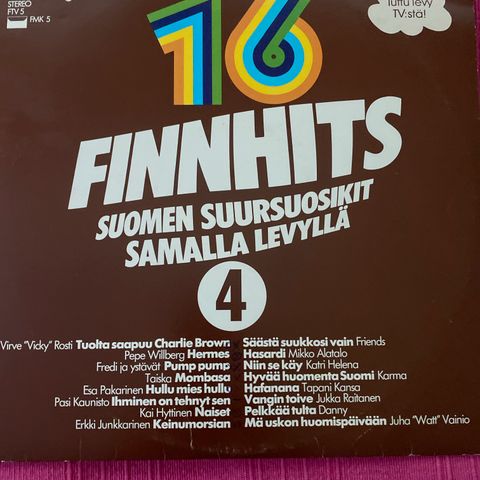 STEREO
FTV 5
FMK 5
Tuttu levy
TV:stä!
16
FINNHITS
SUOMEN SUURSUOSIKIT
SAMALLA LEVYLLÄ
4
Virve "Vicky" Rosti Tuolta saapuu Charlie Brown
Pepe Willberg Hermes
Fredi ja ystävät Pump pump
Taiska Mombasa
Esa Pakarinen Hullu mies hullu
Pasi Kaunisto Ihminen on tehnyt sen
Kai Hyttinen Naiset
Erkki Junkkarinen Keinumorsian
Säästä suukkosi vain Friends
Hasardi Mikko Alatalo
Niin se käy Katri Helena
Hyvää huomenta Suomi Karma
Hafanana Tapani Kansa
Vangin toive Jukka Raitanen
Pelkkää tulta Danny
Mä uskon huomispäivään Juha "Watt" Vainio